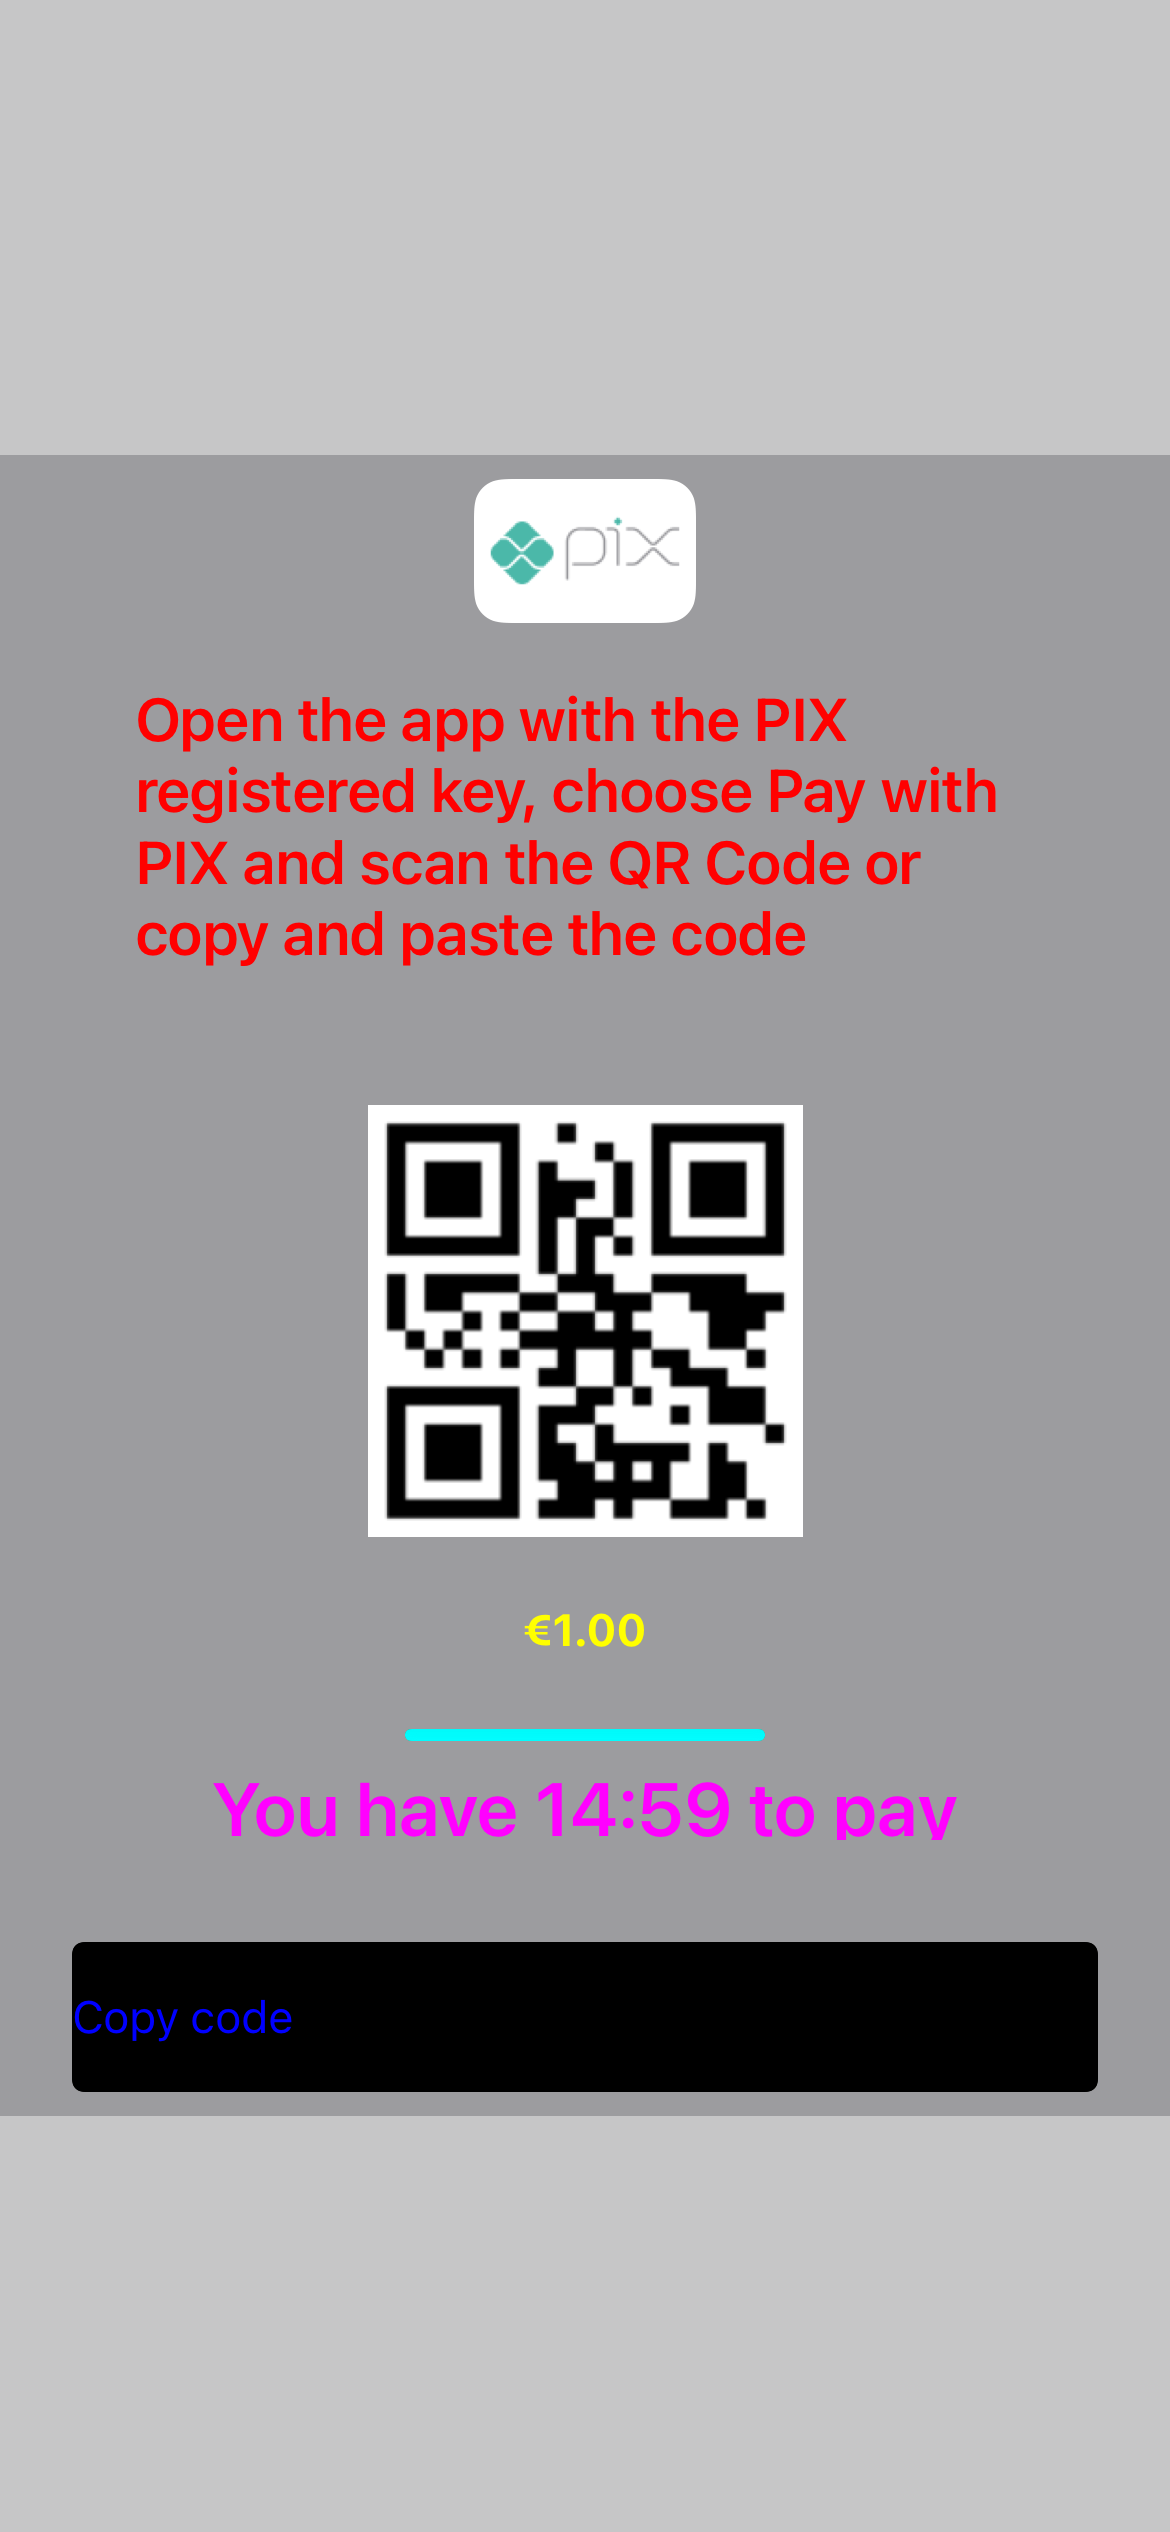 pix
Open the app with the PIX
registered key, choose Pay with
PIX and scan the QR Code or
copy and paste the code
€1.00
You have 14:59 to pay
Copy code